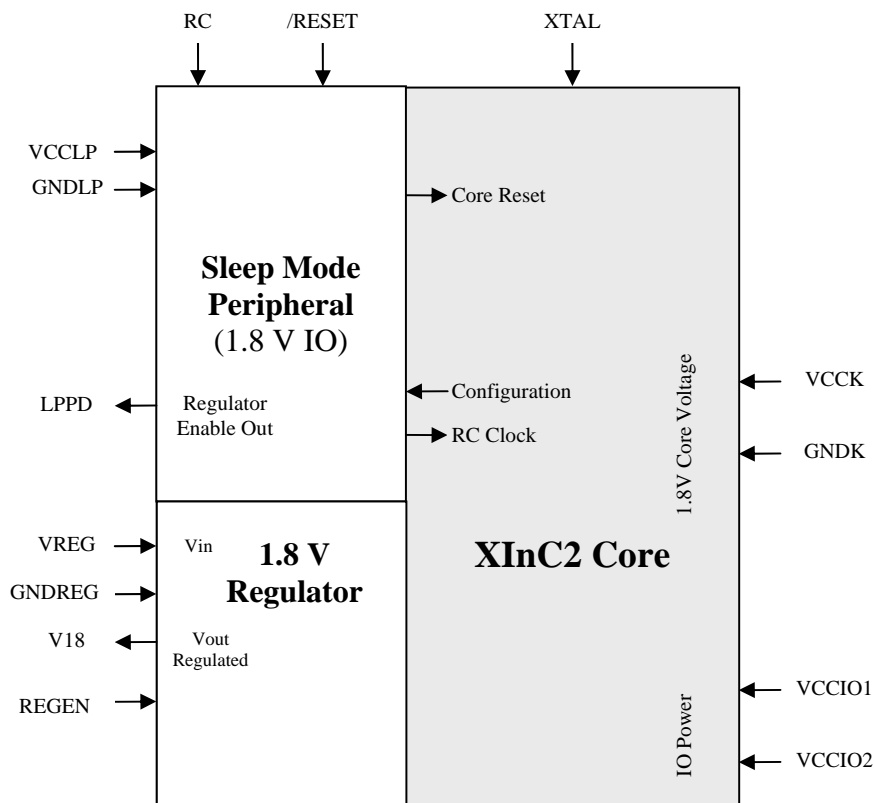 RC
/RESET
XTAL
VCCLP
GNDLP
Core Reset
Sleep Mode
Peripheral
(1.8 V IO)
LPPD
Regulator
Enable Out
Configuration
RC Clock
1.8V Core Voltage
VCCK
GNDK
VREG
Vin
1.8 V
Regulator
XInC2 Core
GNDREG
V18
Vout
Regulated
REGEN
IO Power
VCCIO1
VCCIO2